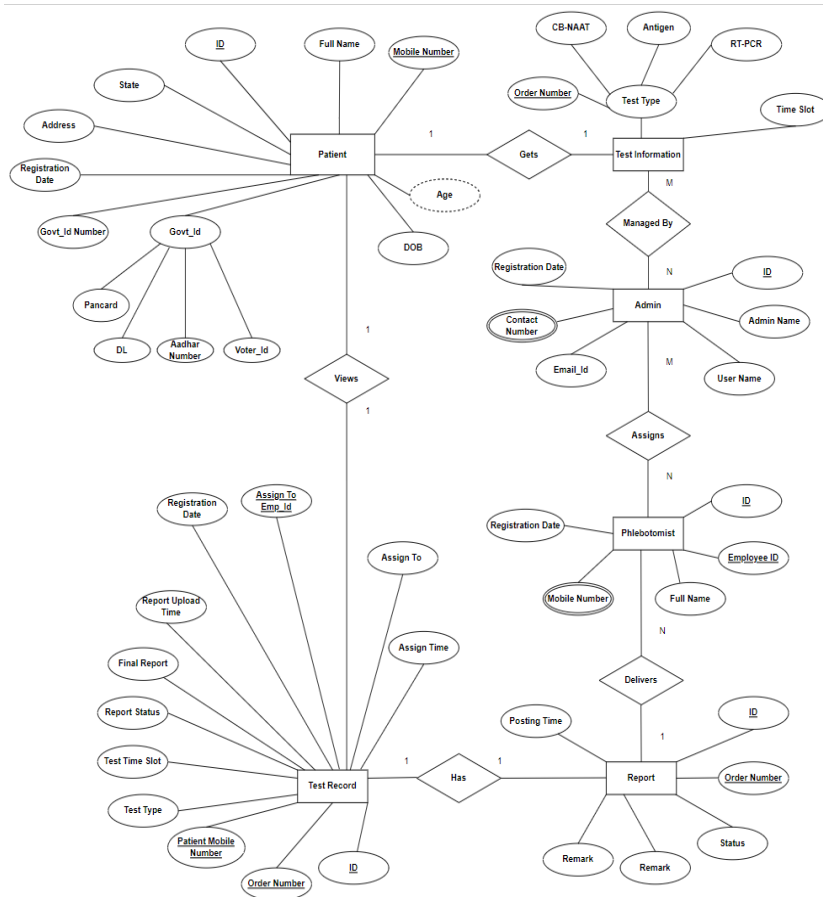 CB-NAAT
Antigen
RT-PCR
ID
Full Name
Mobile Number
State
Order Number
Test Type
Time Slot
Address
1
1
Patient
Gets
Test Information
Registration
Date
Age
M
Govt_Id Number
Govt_Id
DOB
Managed By
Registration Date
N
ID
Pancard
Admin
Contact
Number
Admin Name
1
DL
Aadhar
Number
Voter_Id
Email_Id
M
User Name
Views
1
Assigns
N
Assign To
Emp_Id
Registration
Date
ID
Registration Date
Phlebotomist
Assign To
Employee ID
Report Upload
Time
Mobile Number
Full Name
N
Assign Time
Final Report
Delivers
Report Status
Posting Time
ID
1
Test Time Slot
1
1
Test Record
Has
Report
Order Number
Test Type
Patient Mobile
Number
Status
Remark
Remark
ID
Order Number